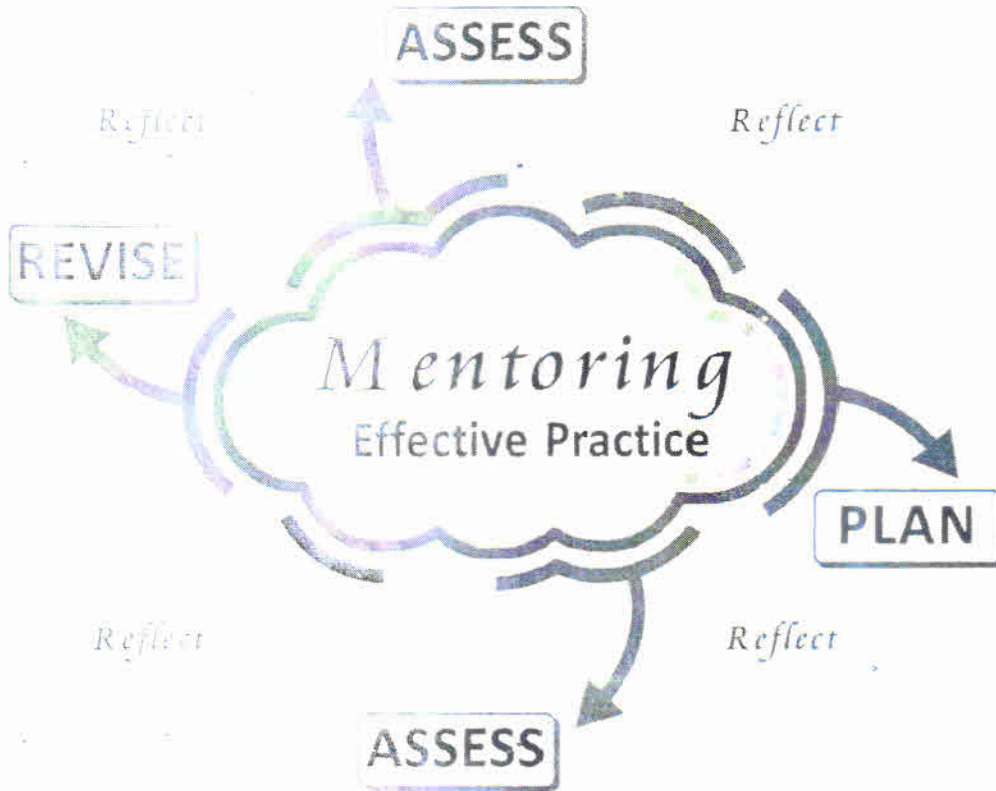 ASSESS
Reflect
Reflect
REVISE
Mentoring
Effective Practice
PLAN
Reflect
Reflect
ASSESS